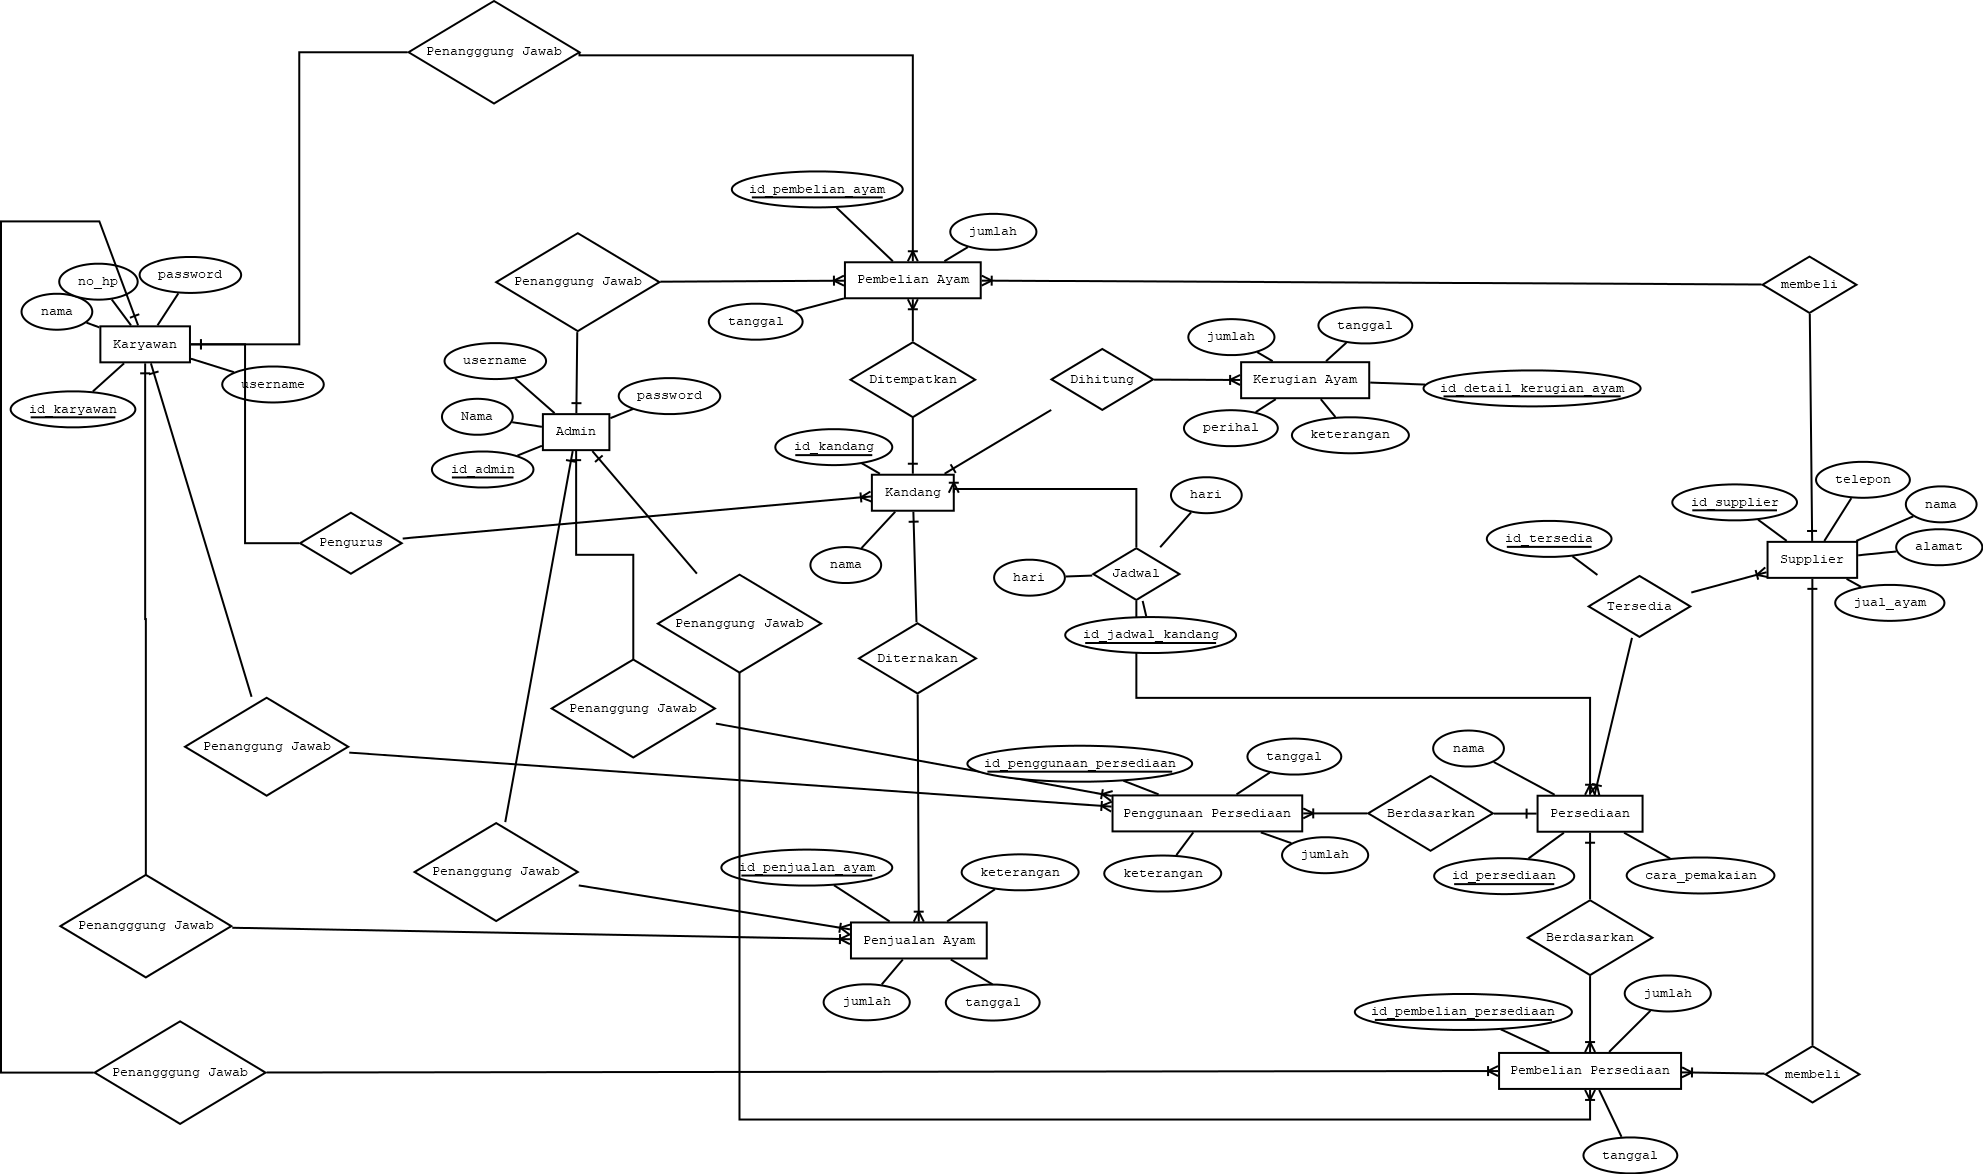 Penangggung Jawab
id_pembelian_ayam
jumlah
no_hp
password
nama
Karyawan
username
id_karyawan
Penanggung Jawab
Pembelian Ayam
tanggal
membeli
jumlah
tanggal
Ditempatkan
Dihitung
Kerugian Ayam
id_detail_kerugian_ayam
perihal
keterangan
username
password
Nama
Admin
id_admin
id_kandang
Kandang
nama
hari
hari
Jadwal
id_jadwal_kandang
Pengurus
id_supplier
telepon
nama
alamat
Supplier
jual_ayam
id_tersedia
Tersedia
Penanggung Jawab
Diternakan
Penanggung Jawab
Penanggung Jawab
id_penggunaan_persediaan
tanggal
Penggunaan Persediaan
keterangan
jumlah
Berdasarkan
nama
Persediaan
id_persediaan
cara_pemakaian
Penanggung Jawab
id_penjualan_ayam
keterangan
Penangggung Jawab
Penjualan Ayam
jumlah
tanggal
Berdasarkan
id_pembelian_persediaan
jumlah
Penangggung Jawab
Pembelian Persediaan
membeli
tanggal